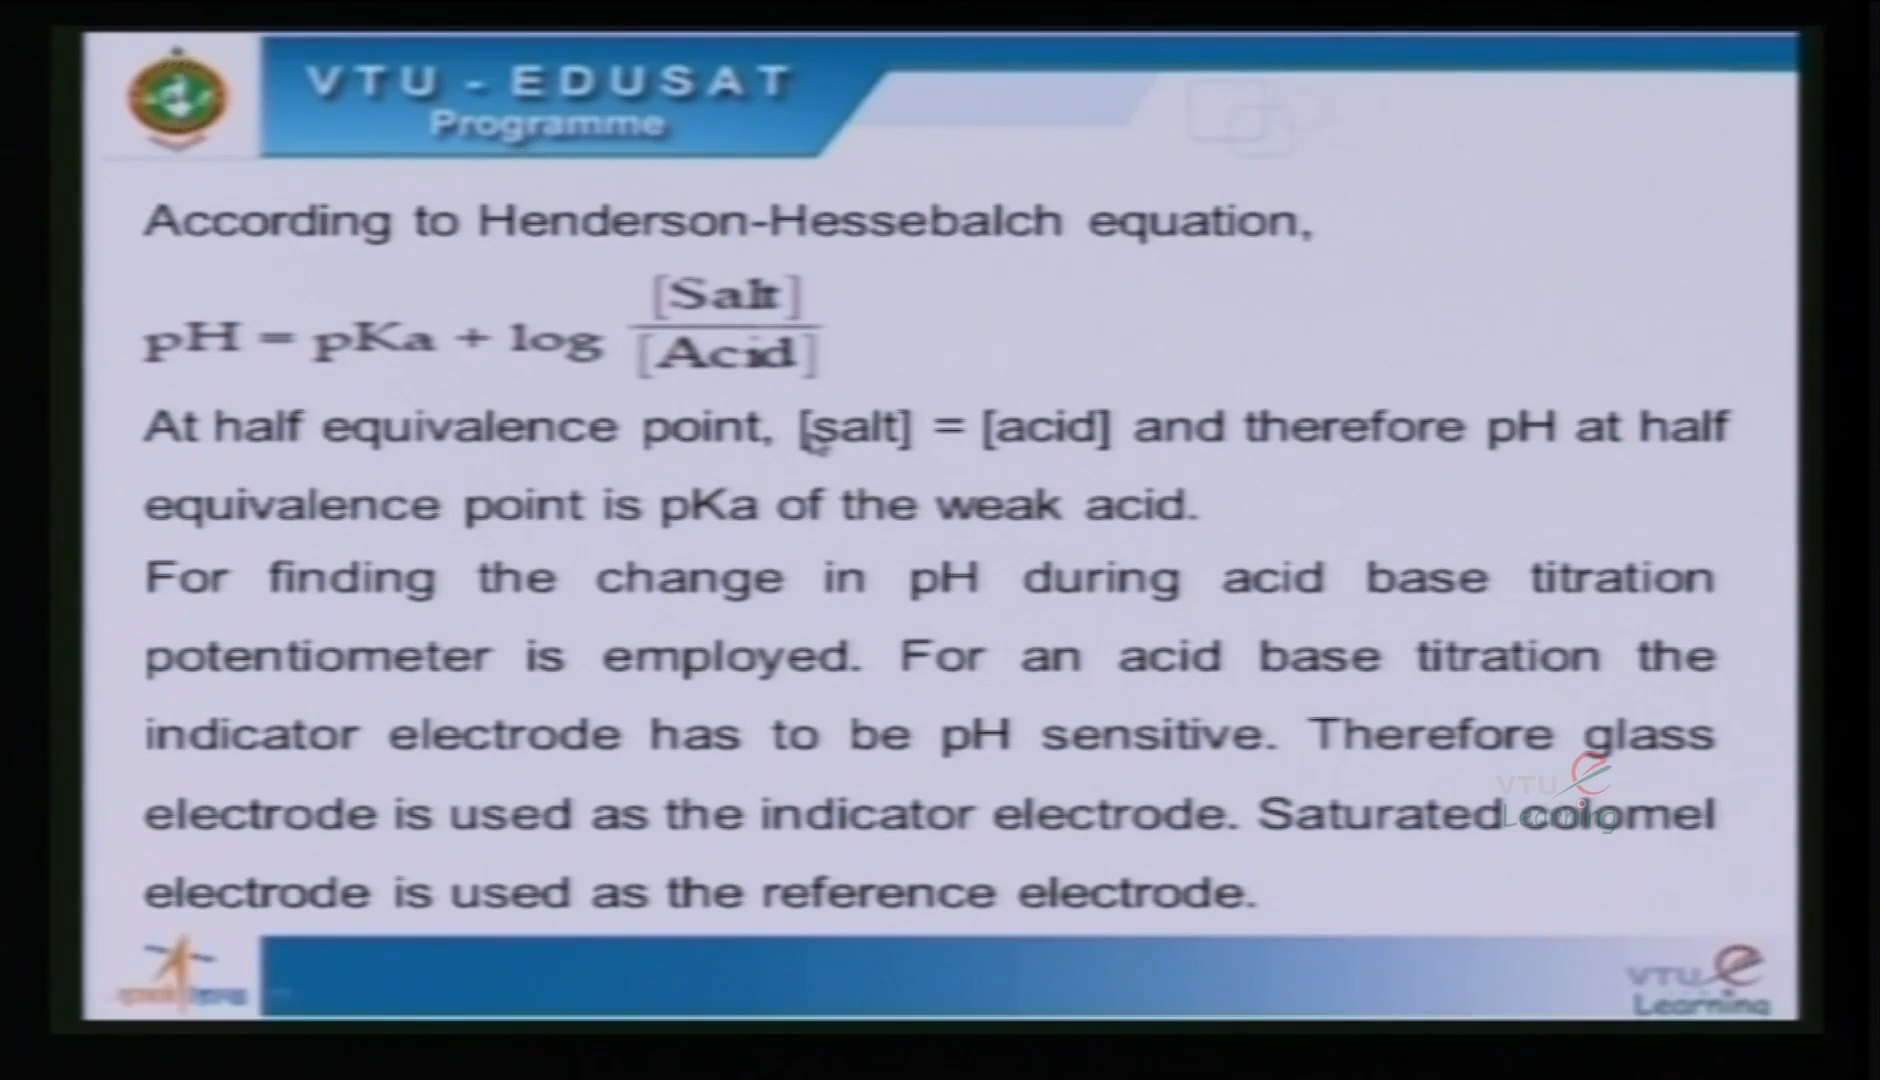 VTU - EDUSAT
Programme
According to Henderson-Hessebalch equation,
[Salt]
pH = pKa + log
[Acid]
At half equivalence point, [salt] = [acid] and therefore pH at half
equivalence point is pKa of the weak acid.
For finding the change in pH during acid base titration
potentiometer is employed. For an acid base titration the
indicator electrode has to be pH sensitive. Therefore glass
electrode is used as the indicator electrode. Saturated colomel
electrode is used as the reference electrode.
VTU e
Learning
VTU e
Learning